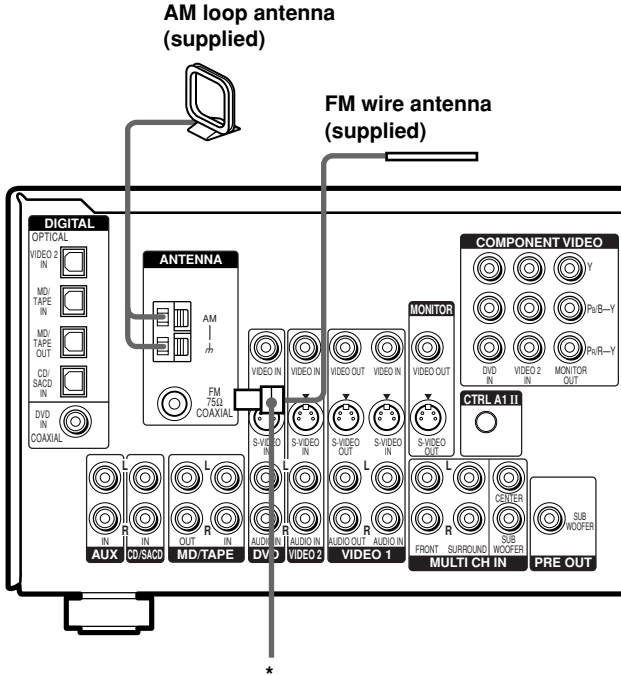 AM loop antenna
(supplied)
FM wire antenna
(supplied)
DIGITAL
OPTICAL
VIDEO 2
IN
MD/
TAPE
IN
MD/
TAPE
OUT
CD/
SACD
IN
DVD
IN
COAXIAL
ANTENNA
AM
FM
75Ω
COAXIAL
VIDEO IN
VIDEO IN
VIDEO OUT
VIDEO IN
S-VIDEO
IN
S-VIDEO
IN
S-VIDEO
OUT
S-VIDEO
IN
MONITOR
VIDEO OUT
S-VIDEO
OUT
COMPONENT VIDEO
Y
PB/B—Y
PR/R—Y
DVD
IN
VIDEO 2
IN
MONITOR
OUT
CTRL A1 II
L
L
L
L
L
R
R
R
R
R
IN
IN
OUT
IN
AUDIO IN
AUDIO IN
AUDIO OUT
AUDIO IN
AUX
CD/SACD
MD/TAPE
DVD
VIDEO 2
VIDEO 1
CENTER
FRONT
SURROUND
SUB
WOOFER
MULTI CH IN
SUB
WOOFER
PRE OUT
*